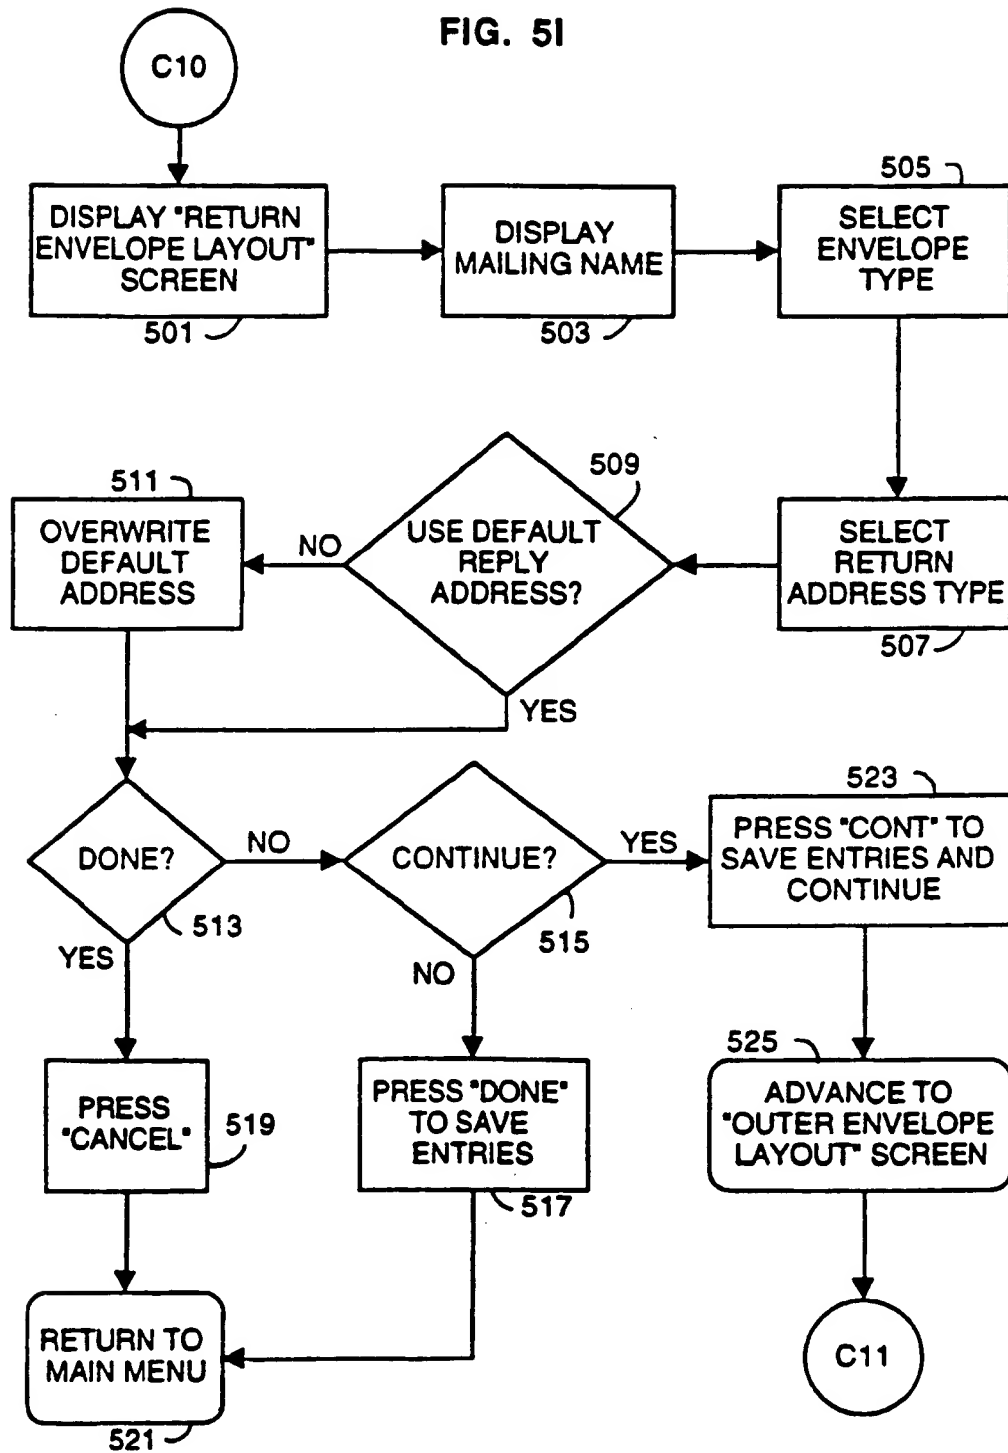 FIG. 5I
C10
DISPLAY "RETURN
ENVELOPE LAYOUT"
SCREEN
501
DISPLAY
MAILING NAME
503
505
SELECT
ENVELOPE
TYPE
SELECT
RETURN
ADDRESS TYPE
507
509
USE DEFAULT
REPLY
ADDRESS?
NO
YES
511
OVERWRITE
DEFAULT
ADDRESS
DONE?
513
NO
YES
CONTINUE?
515
YES
NO
523
PRESS "CONT" TO
SAVE ENTRIES AND
CONTINUE
PRESS
"CANCEL"
519
PRESS "DONE"
TO SAVE
ENTRIES
517
525
ADVANCE TO
"OUTER ENVELOPE
LAYOUT" SCREEN
RETURN TO
MAIN MENU
521
C11